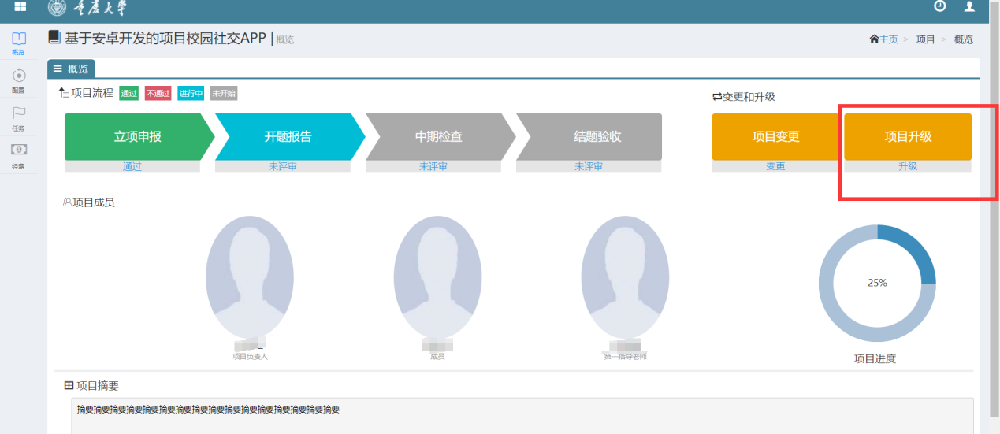 重庆大学
基于安卓开发的项目校园社交APP | 概览
主页 > 项目 > 概览
概览
配置
任务
经费
概览
项目流程 通过 不通过 进行中 未开始
变更和升级
立项申报 开题报告 中期检查 结题验收 项目变更 项目升级
通过 未评审 未评审 未评审 变更 升级
项目成员
25%
项目负责人 成员 第一指导老师
项目进度
项目摘要
摘要摘要摘要摘要摘要摘要摘要摘要摘要摘要摘要摘要摘要摘要摘要摘要